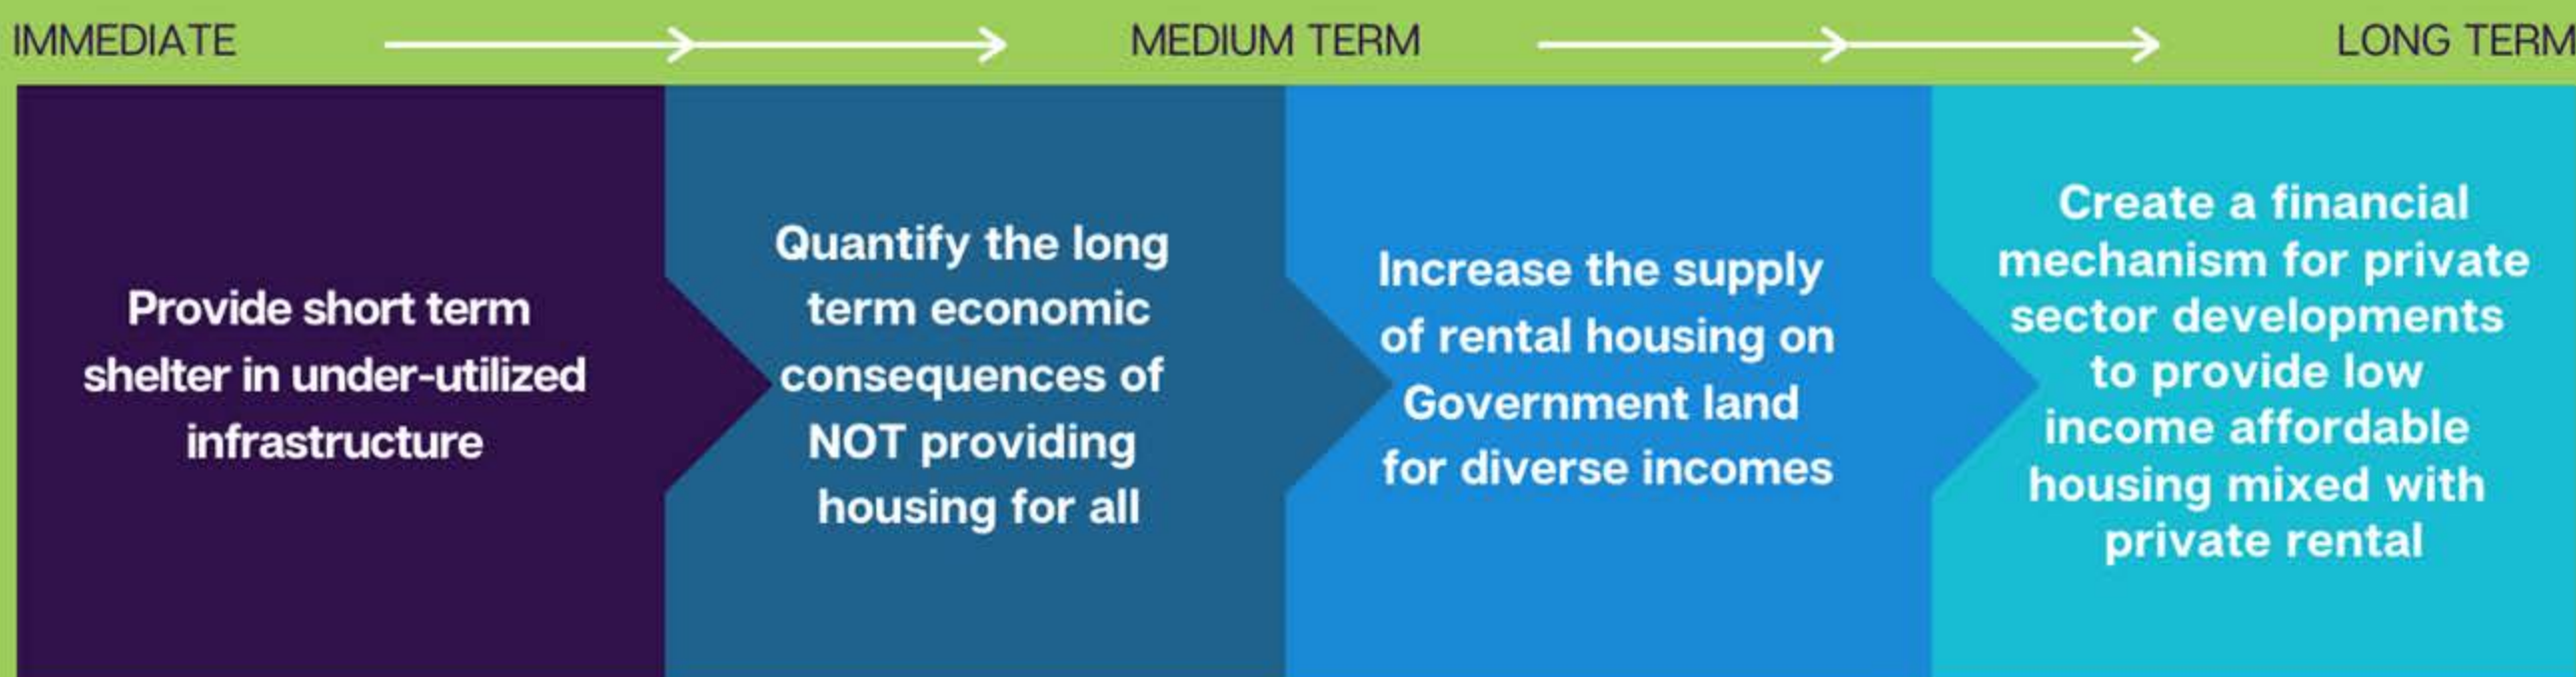 IMMEDIATE
MEDIUM TERM
LONG TERM
Provide short term
shelter in under-utilized
infrastructure
Quantify the long
term economic
consequences of
NOT providing
housing for all
Increase the supply
of rental housing on
Government land
for diverse incomes
Create a financial
mechanism for private
sector developments
to provide low
income affordable
housing mixed with
private rental